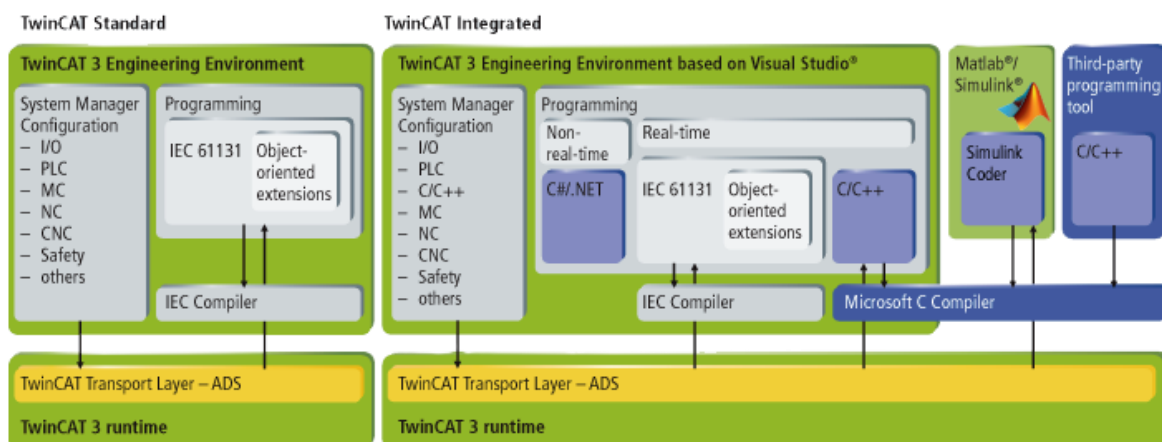 TwinCAT Standard
TwinCAT 3 Engineering Environment
System Manager
Configuration
– I/O
– PLC
– MC
– NC
– CNC
– Safety
– others
Programming
IEC 61131
Object-
oriented
extensions
IEC Compiler
TwinCAT Transport Layer – ADS
TwinCAT 3 runtime
TwinCAT Integrated
TwinCAT 3 Engineering Environment based on Visual Studio®
System Manager
Configuration
– I/O
– PLC
– C/C++
– MC
– NC
– CNC
– Safety
– others
Programming
Non-
real-time
C#/.NET
Real-time
IEC 61131
Object-
oriented
extensions
C/C++
IEC Compiler
Matlab®/
Simulink®
Simulink
Coder
Third-party
programming
tool
C/C++
Microsoft C Compiler
TwinCAT Transport Layer – ADS
TwinCAT 3 runtime